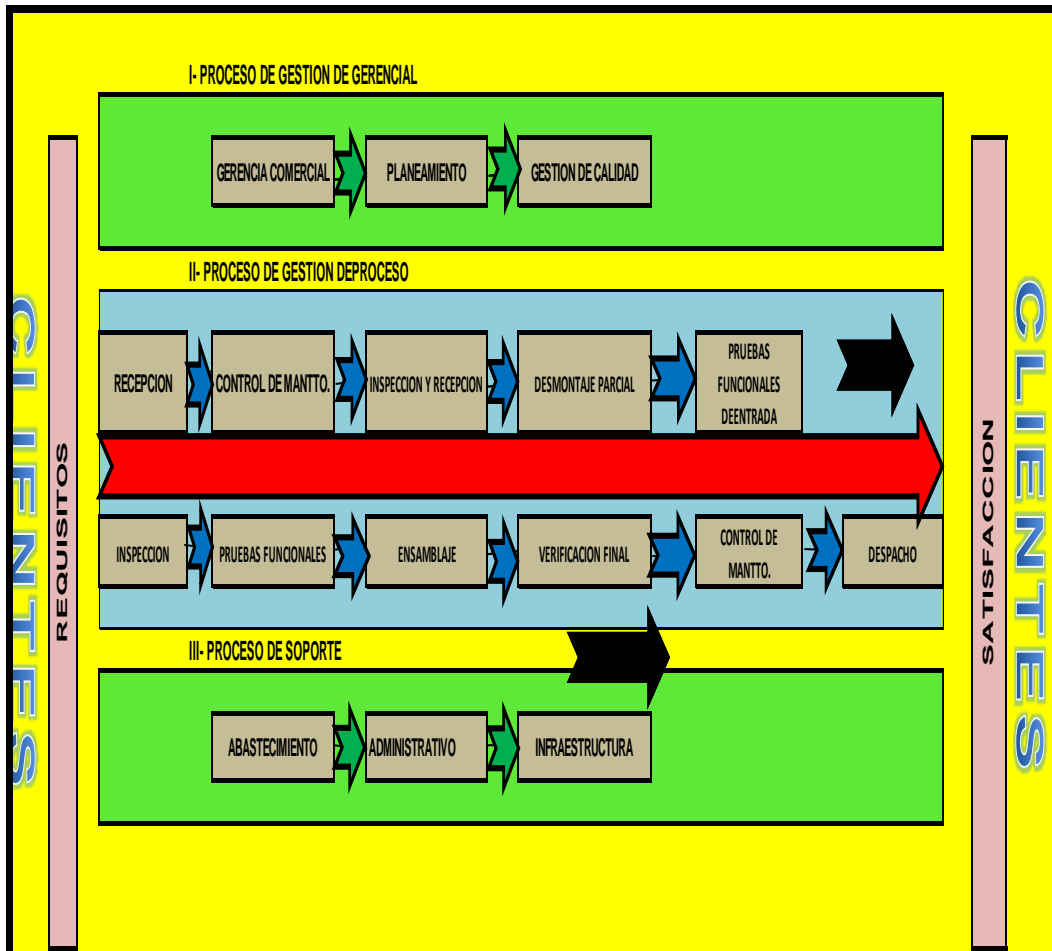 I- PROCESO DE GESTION DE GERENCIAL
GERENCIA COMERCIAL
PLANEAMIENTO
GESTION DE CALIDAD
II- PROCESO DE GESTION DEPROCESO
RECEPCION
CONTROL DE MANTTO.
INSPECCION Y RECEPCION
DESMONTAJE PARCIAL
PRUEBAS
FUNCIONALES
DEENTRADA
INSPECCION
PRUEBAS FUNCIONALES
ENSAMBLAJE
VERIFICACION FINAL
CONTROL DE
MANTTO.
DESPACHO
III- PROCESO DE SOPORTE
ABASTECIMIENTO
ADMINISTRATIVO
INFRAESTRUCTURA
CLIENTES
REQUISITOS
SATISFACCION
CLIENTES